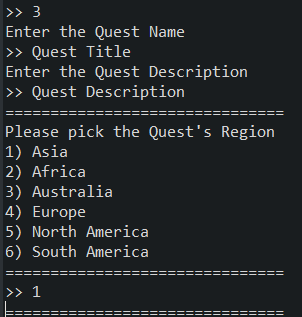 >> 3
Enter the Quest Name
>> Quest Title
Enter the Quest Description
>> Quest Description
===============================
Please pick the Quest's Region
1) Asia
2) Africa
3) Australia
4) Europe
5) North America
6) South America
===============================
>> 1
===============================